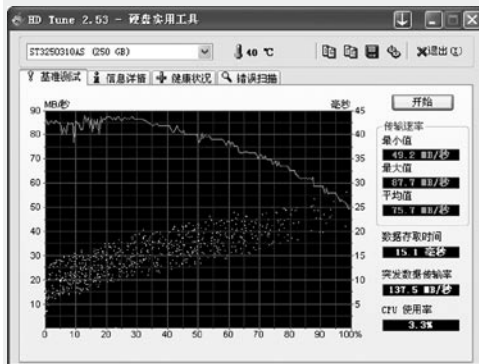 HD Tune 2.53 - 硬盘实用工具
ST3250310AS (250 GB)
40 ℃
退出(X)
基准测试 信息详情 健康状况 错误扫描
MB/秒
毫秒
开始
90 80 70 60 50 40 30 20 10
45 40 35 30 25 20 15 10 5
0 10 20 30 40 50 60 70 80 90 100%
传输速率
最小值
49.2 MB/秒
最大值
87.7 MB/秒
平均值
75.7 MB/秒
数据存取时间
15.1 毫秒
突发数据传输率
137.5 MB/秒
CPU 使用率
3.3%